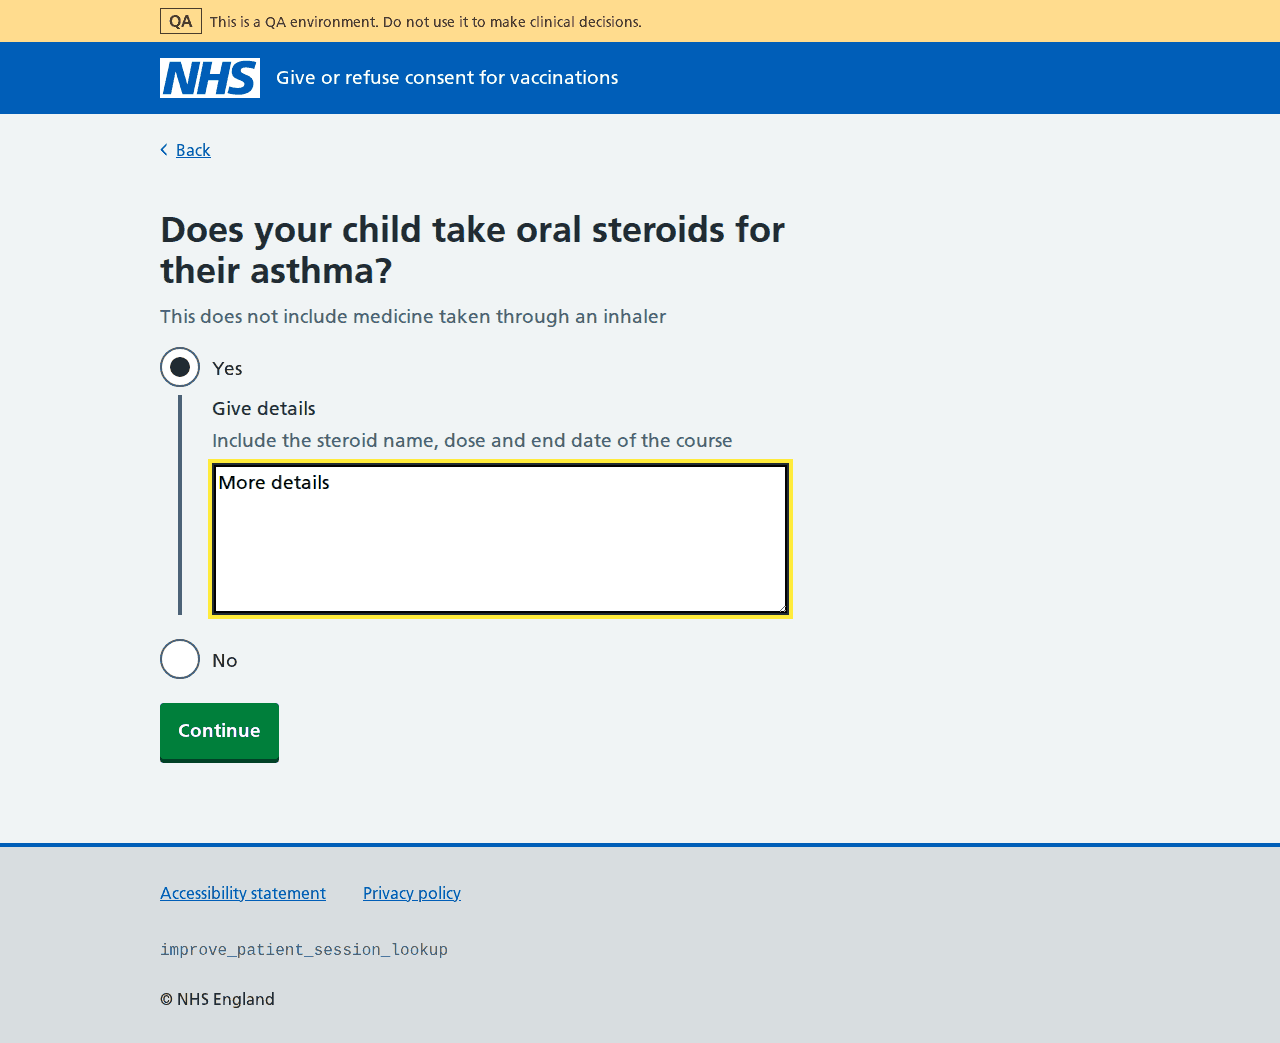 QA This is a QA environment. Do not use it to make clinical decisions.
NHS Give or refuse consent for vaccinations
Back
Does your child take oral steroids for
their asthma?
This does not include medicine taken through an inhaler
Yes
Give details
Include the steroid name, dose and end date of the course
More details
No
Continue
Accessibility statement Privacy policy
improve_patient_session_lookup
© NHS England